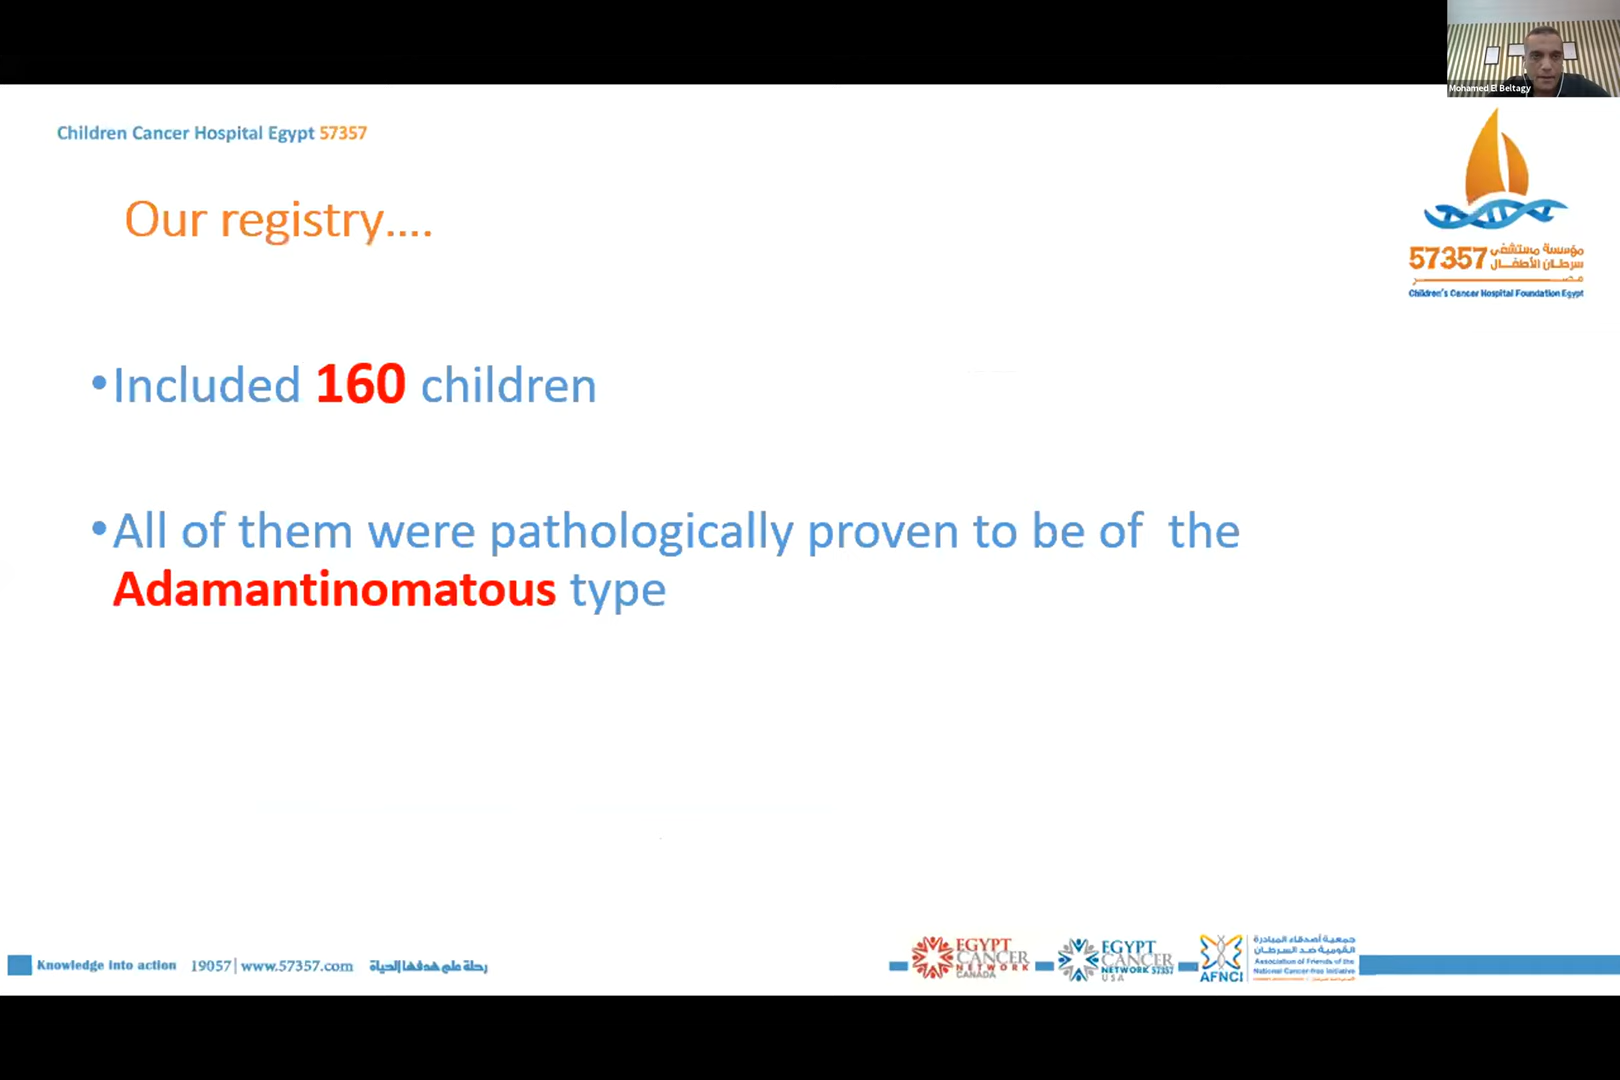 Mohamed El Beltagy
Children Cancer Hospital Egypt 57357
Our registry....
57357 مؤسسة مستشفى
سرطان الأطفال
مصر
Children's Cancer Hospital Foundation Egypt
•Included 160 children
•All of them were pathologically proven to be of the
Adamantinomatous type
Knowledge into action 19057 | www.57357.com رحلة علم هدفها الحياة
EGYPT
CANCER
NETWORK
CANADA
EGYPT
CANCER
NETWORK 57357
USA
AFNCI
جمعية أصدقاء المبادرة
القومية ضد السرطان
Association of Friends of the
National Cancer-free Initiative